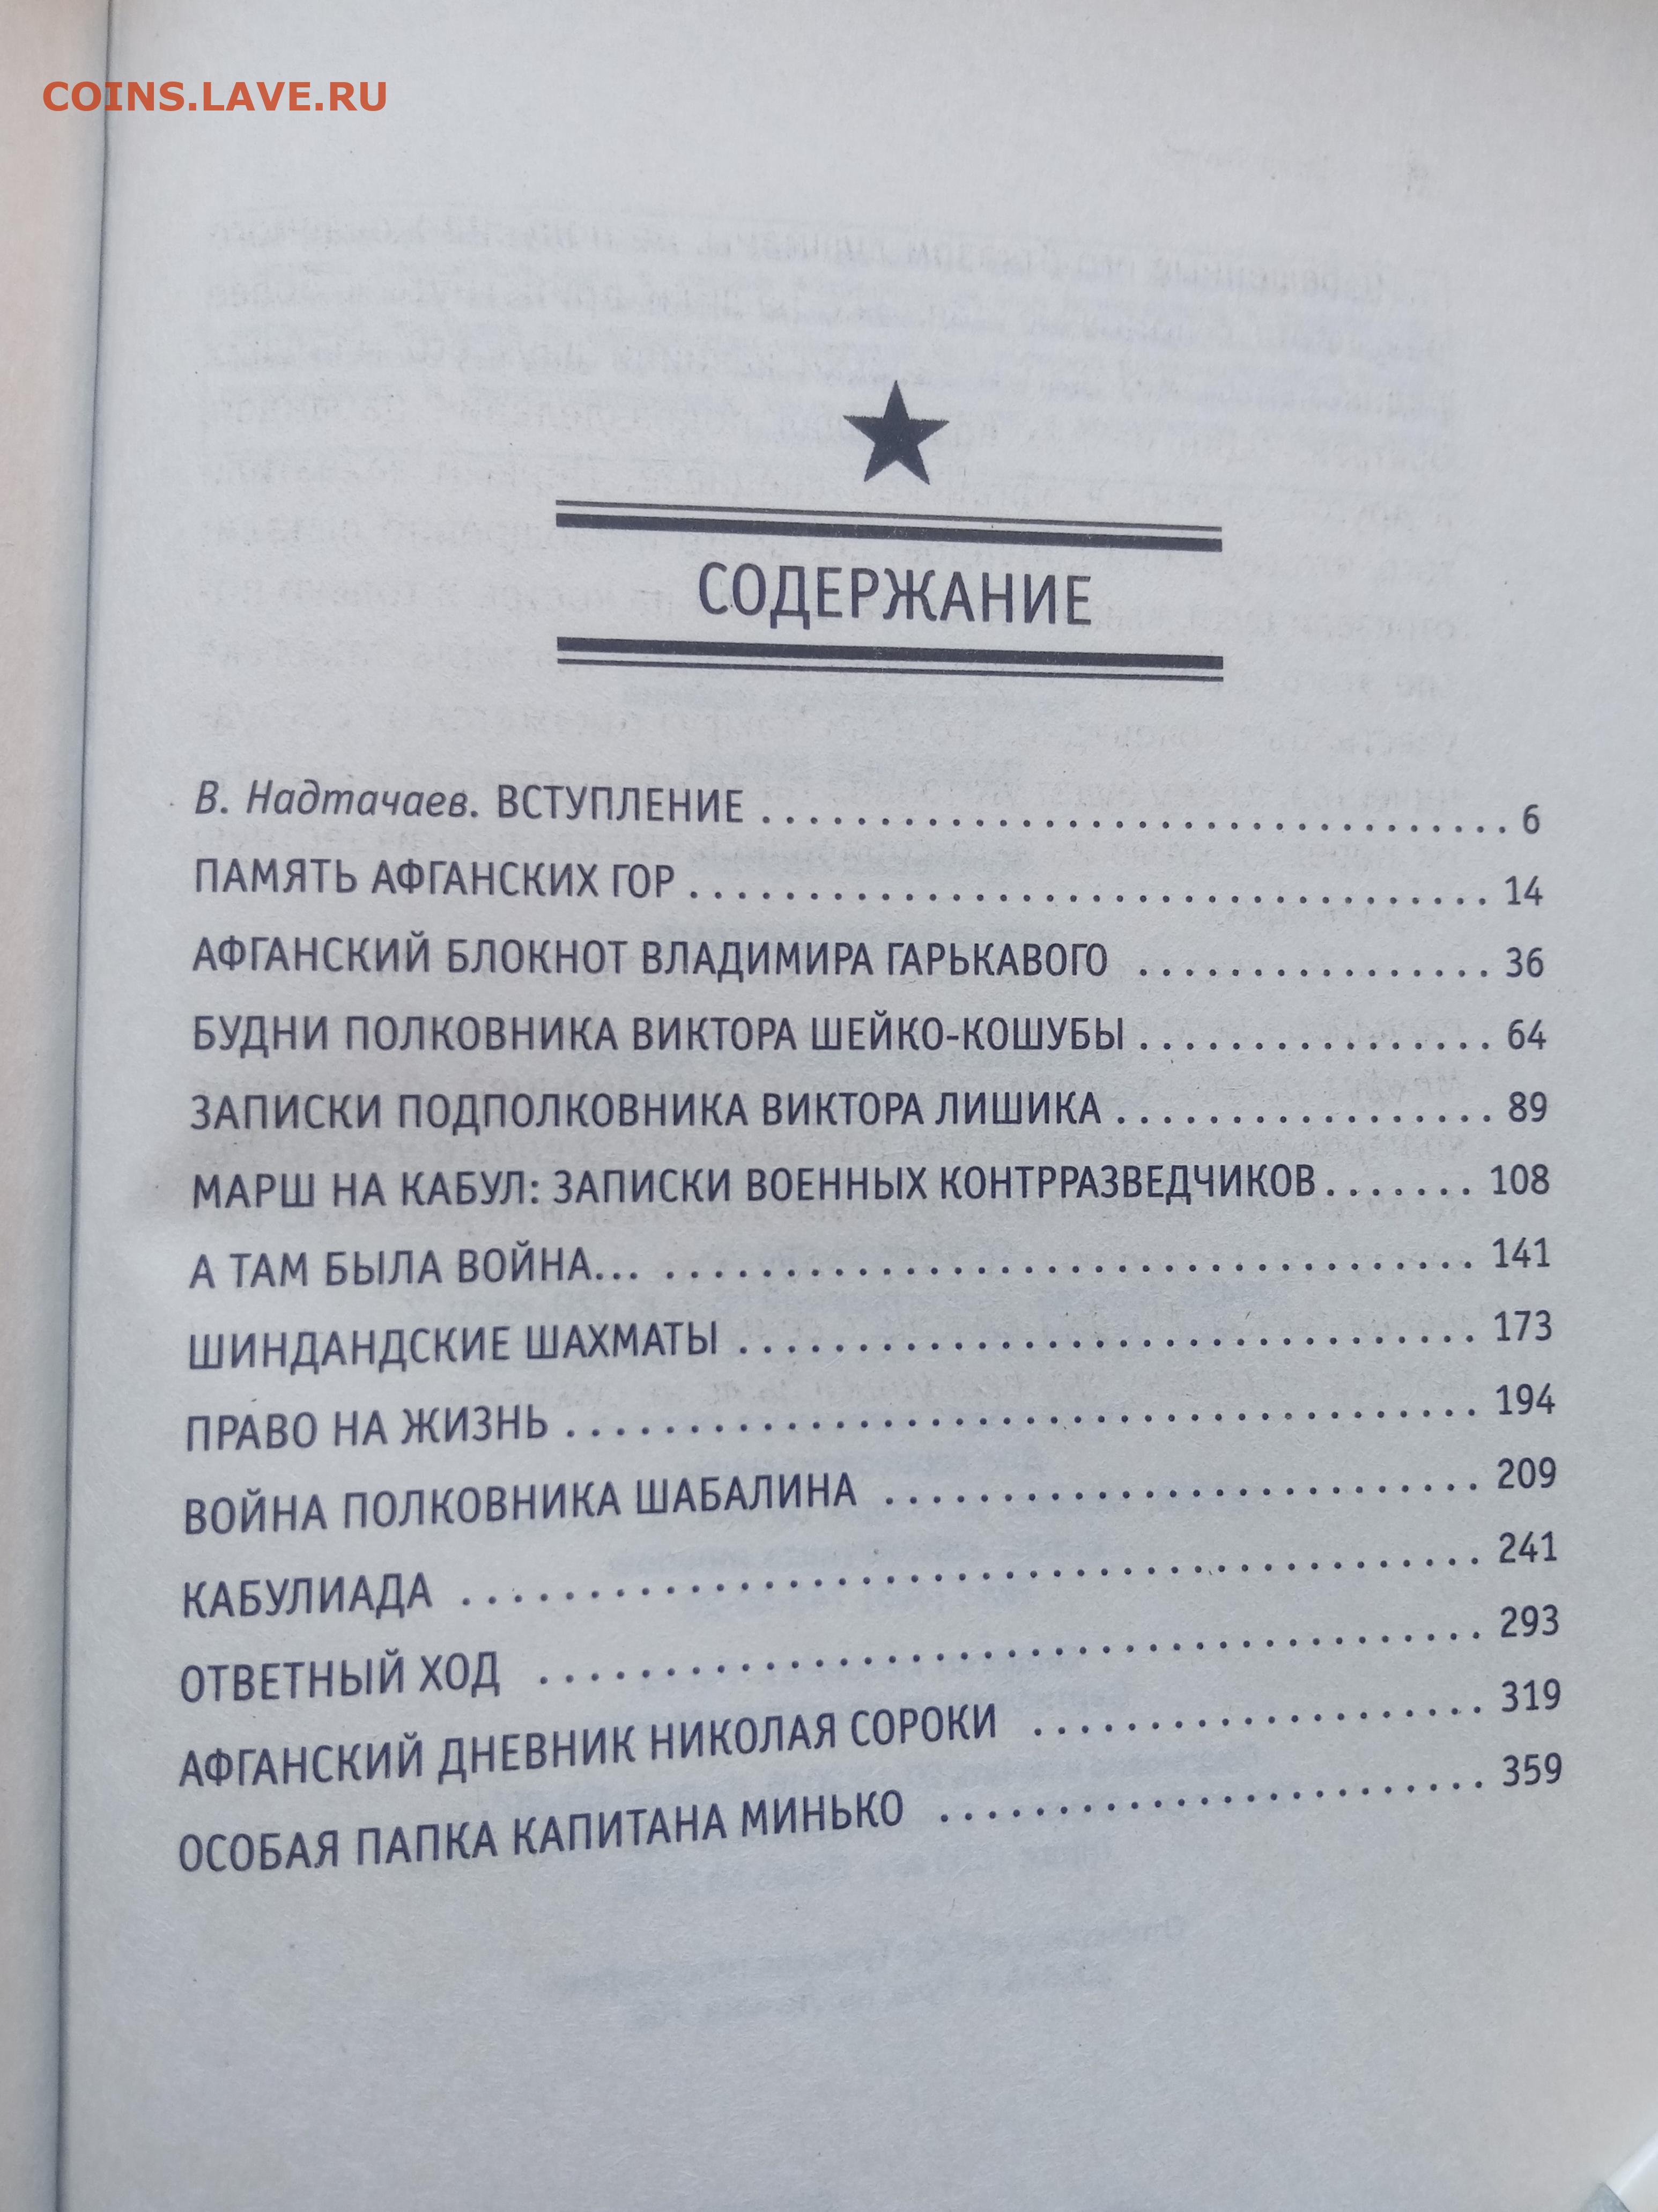 COINS.LAVE.RU
СОДЕРЖАНИЕ
В. Надтачаев. ВСТУПЛЕНИЕ . . . . . . . . . . . . . . . . . . . . . . . . . . . . . . . . 6
ПАМЯТЬ АФГАНСКИХ ГОР . . . . . . . . . . . . . . . . . . . . . . . . . . . . . . . . . 14
АФГАНСКИЙ БЛОКНОТ ВЛАДИМИРА ГАРЬКАВОГО . . . . . . . . . . . . . . . 36
БУДНИ ПОЛКОВНИКА ВИКТОРА ШЕЙКО-КОШУБЫ . . . . . . . . . . . . . . . 64
ЗАПИСКИ ПОДПОЛКОВНИКА ВИКТОРА ЛИШИКА . . . . . . . . . . . . . . . . 89
МАРШ НА КАБУЛ: ЗАПИСКИ ВОЕННЫХ КОНТРРАЗВЕДЧИКОВ . . . . . . . 108
А ТАМ БЫЛА ВОЙНА... . . . . . . . . . . . . . . . . . . . . . . . . . . . . . . . . . . 141
ШИНДАНДСКИЕ ШАХМАТЫ . . . . . . . . . . . . . . . . . . . . . . . . . . . . . . . 173
ПРАВО НА ЖИЗНЬ . . . . . . . . . . . . . . . . . . . . . . . . . . . . . . . . . . . . . 194
ВОЙНА ПОЛКОВНИКА ШАБАЛИНА . . . . . . . . . . . . . . . . . . . . . . . . . 209
КАБУЛИАДА . . . . . . . . . . . . . . . . . . . . . . . . . . . . . . . . . . . . . . . . . 241
ОТВЕТНЫЙ ХОД . . . . . . . . . . . . . . . . . . . . . . . . . . . . . . . . . . . . . . 293
АФГАНСКИЙ ДНЕВНИК НИКОЛАЯ СОРОКИ . . . . . . . . . . . . . . . . . . . 319
ОСОБАЯ ПАПКА КАПИТАНА МИНЬКО . . . . . . . . . . . . . . . . . . . . . . . 359